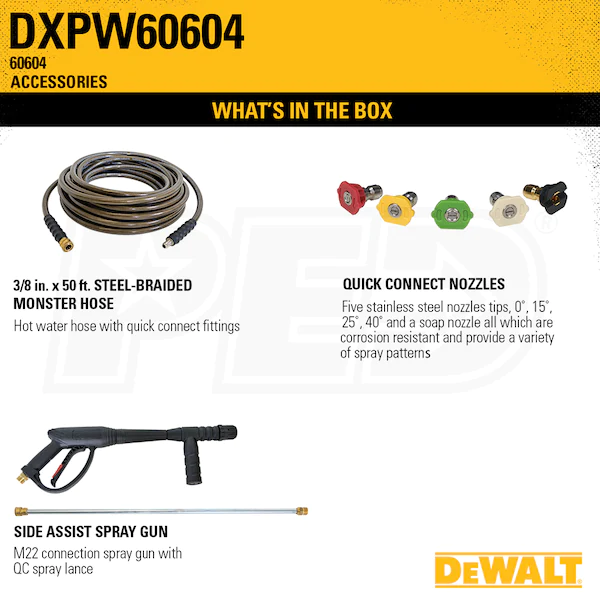 DXPW60604
60604
ACCESSORIES
WHAT'S IN THE BOX
3/8 in. x 50 ft. STEEL-BRAIDED
MONSTER HOSE
Hot water hose with quick connect fittings
QUICK CONNECT NOZZLES
Five stainless steel nozzles tips, 0°, 15°,
25°, 40° and a soap nozzle all which are
corrosion resistant and provide a variety
of spray patterns
PED®
SIDE ASSIST SPRAY GUN
M22 connection spray gun with
QC spray lance
DEWALT